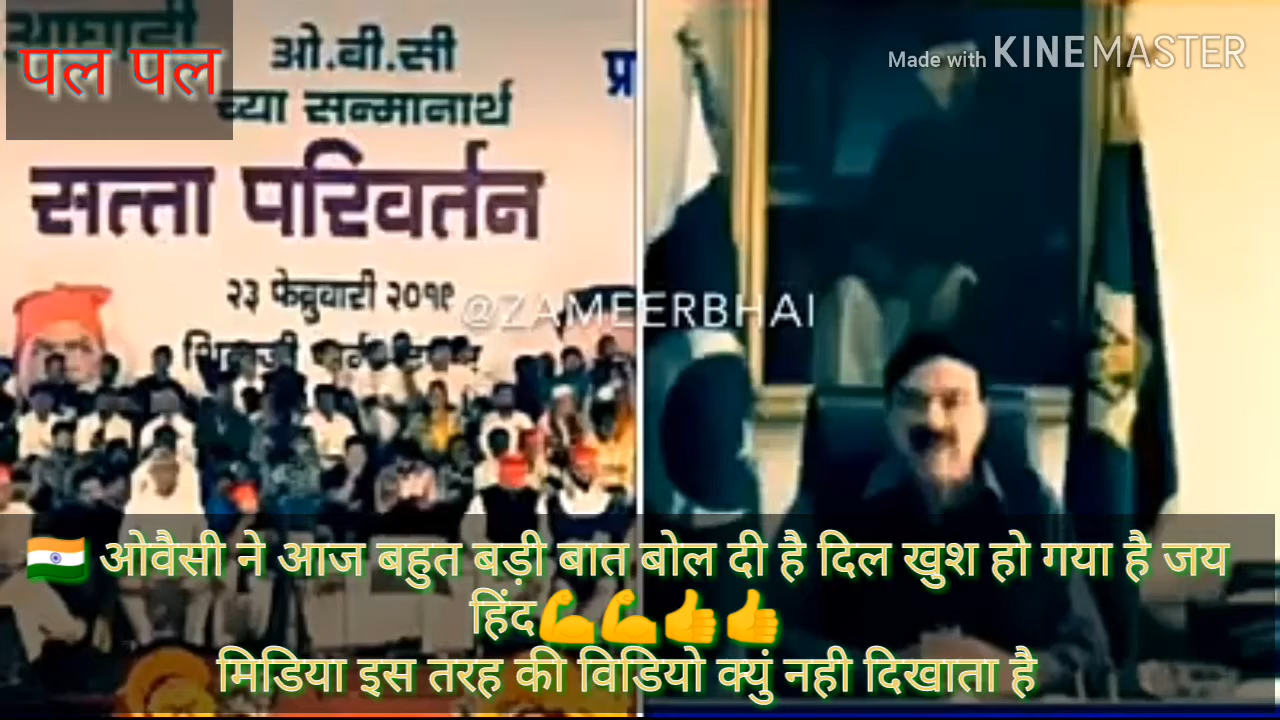 आघाडी
पल पल
ओ.बी.सी
च्या सन्मानार्थ
प्र
सत्ता परिवर्तन
२३ फेब्रुवारी २०१९
@ZAMEERBHAI
Made with KINEMASTER
ओवैसी ने आज बहुत बड़ी बात बोल दी है दिल खुश हो गया है जय
हिंद
मिडिया इस तरह की विडियो क्युं नही दिखाता है